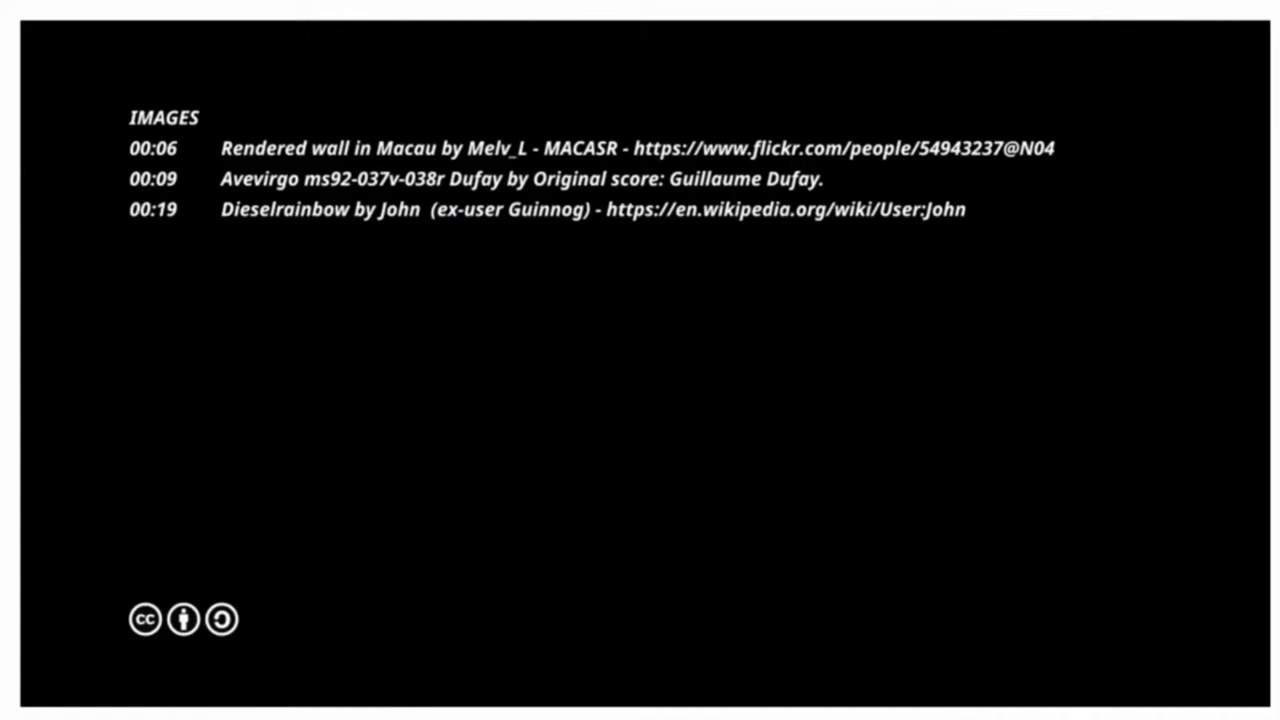 IMAGES
00:06 Rendered wall in Macau by Melv_L - MACASR - https://www.flickr.com/people/54943237@N04
00:09 Avevirgo ms92-037v-038r Dufay by Original score: Guillaume Dufay.
00:19 Dieselrainbow by John (ex-user Guinnog) - https://en.wikipedia.org/wiki/User:John
cc